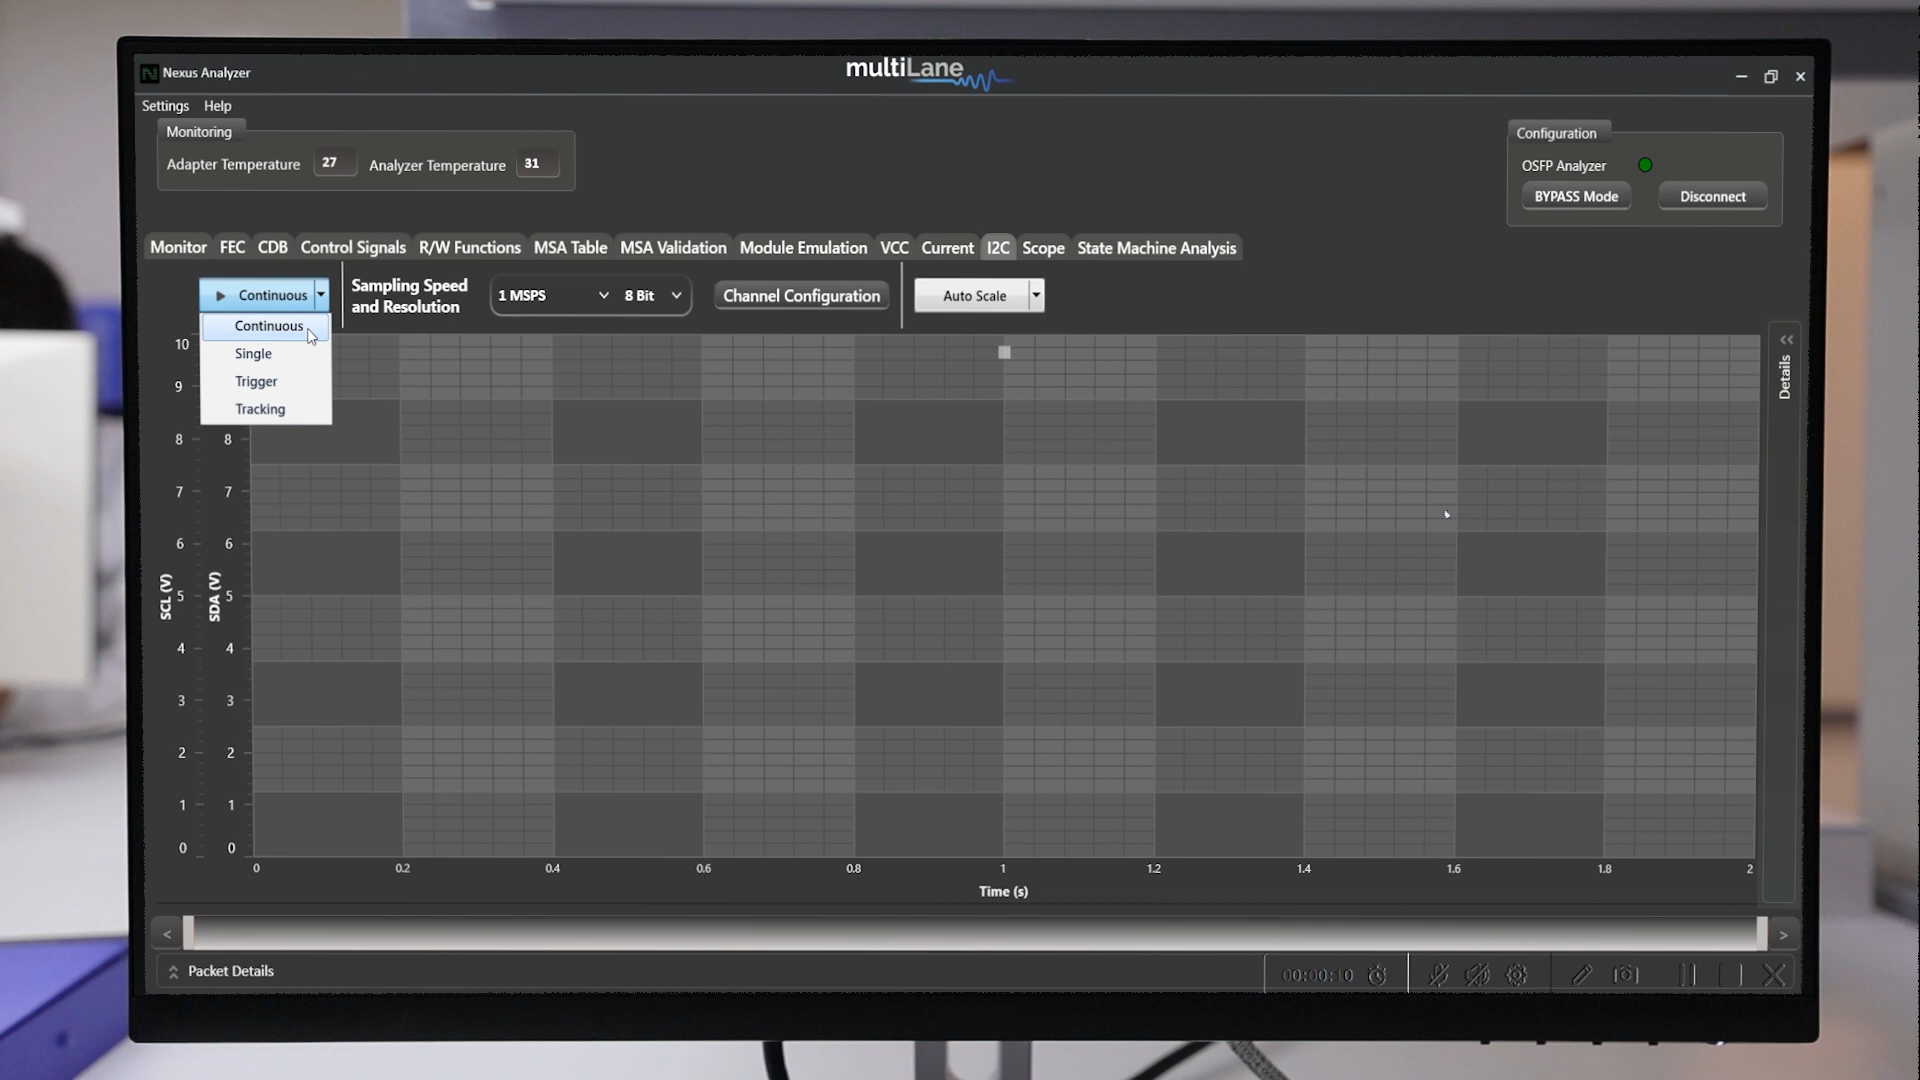 Nexus Analyzer
multiLane
Settings Help
Monitoring
Adapter Temperature 27 Analyzer Temperature 31
Configuration
OSFP Analyzer
BYPASS Mode Disconnect
Monitor FEC CDB Control Signals R/W Functions MSA Table MSA Validation Module Emulation VCC Current I2C Scope State Machine Analysis
Continuous
Sampling Speed
and Resolution
1 MSPS 8 Bit
Channel Configuration
Auto Scale
Continuous
Single
Trigger
Tracking
Details
10
9
8 8
7 7
6 6
5 5
4 4
3 3
2 2
1 1
0 0
SCL (V)
SDA (V)
0 0.2 0.4 0.6 0.8 1 1.2 1.4 1.6 1.8 2
Time (s)
< >
Packet Details
00:00:10